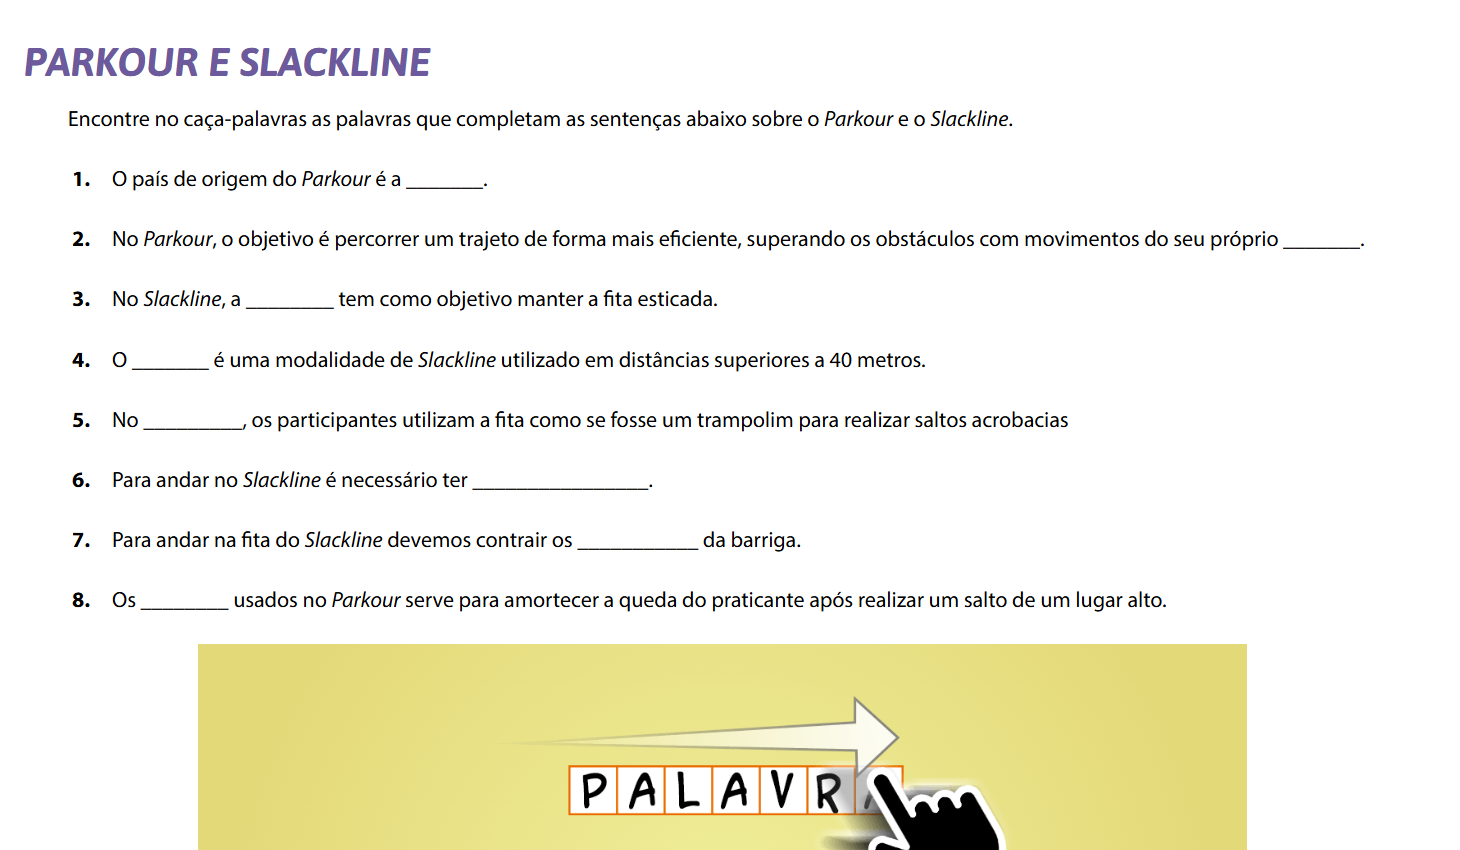 PARKOUR E SLACKLINE
Encontre no caça-palavras as palavras que completam as sentenças abaixo sobre o Parkour e o Slackline.
1. O país de origem do Parkour é a _______.
2. No Parkour, o objetivo é percorrer um trajeto de forma mais eficiente, superando os obstáculos com movimentos do seu próprio _______.
3. No Slackline, a ________ tem como objetivo manter a fita esticada.
4. O _______ é uma modalidade de Slackline utilizado em distâncias superiores a 40 metros.
5. No _________, os participantes utilizam a fita como se fosse um trampolim para realizar saltos acrobacias
6. Para andar no Slackline é necessário ter ________________.
7. Para andar na fita do Slackline devemos contrair os ___________ da barriga.
8. Os ________ usados no Parkour serve para amortecer a queda do praticante após realizar um salto de um lugar alto.
PALAVRA